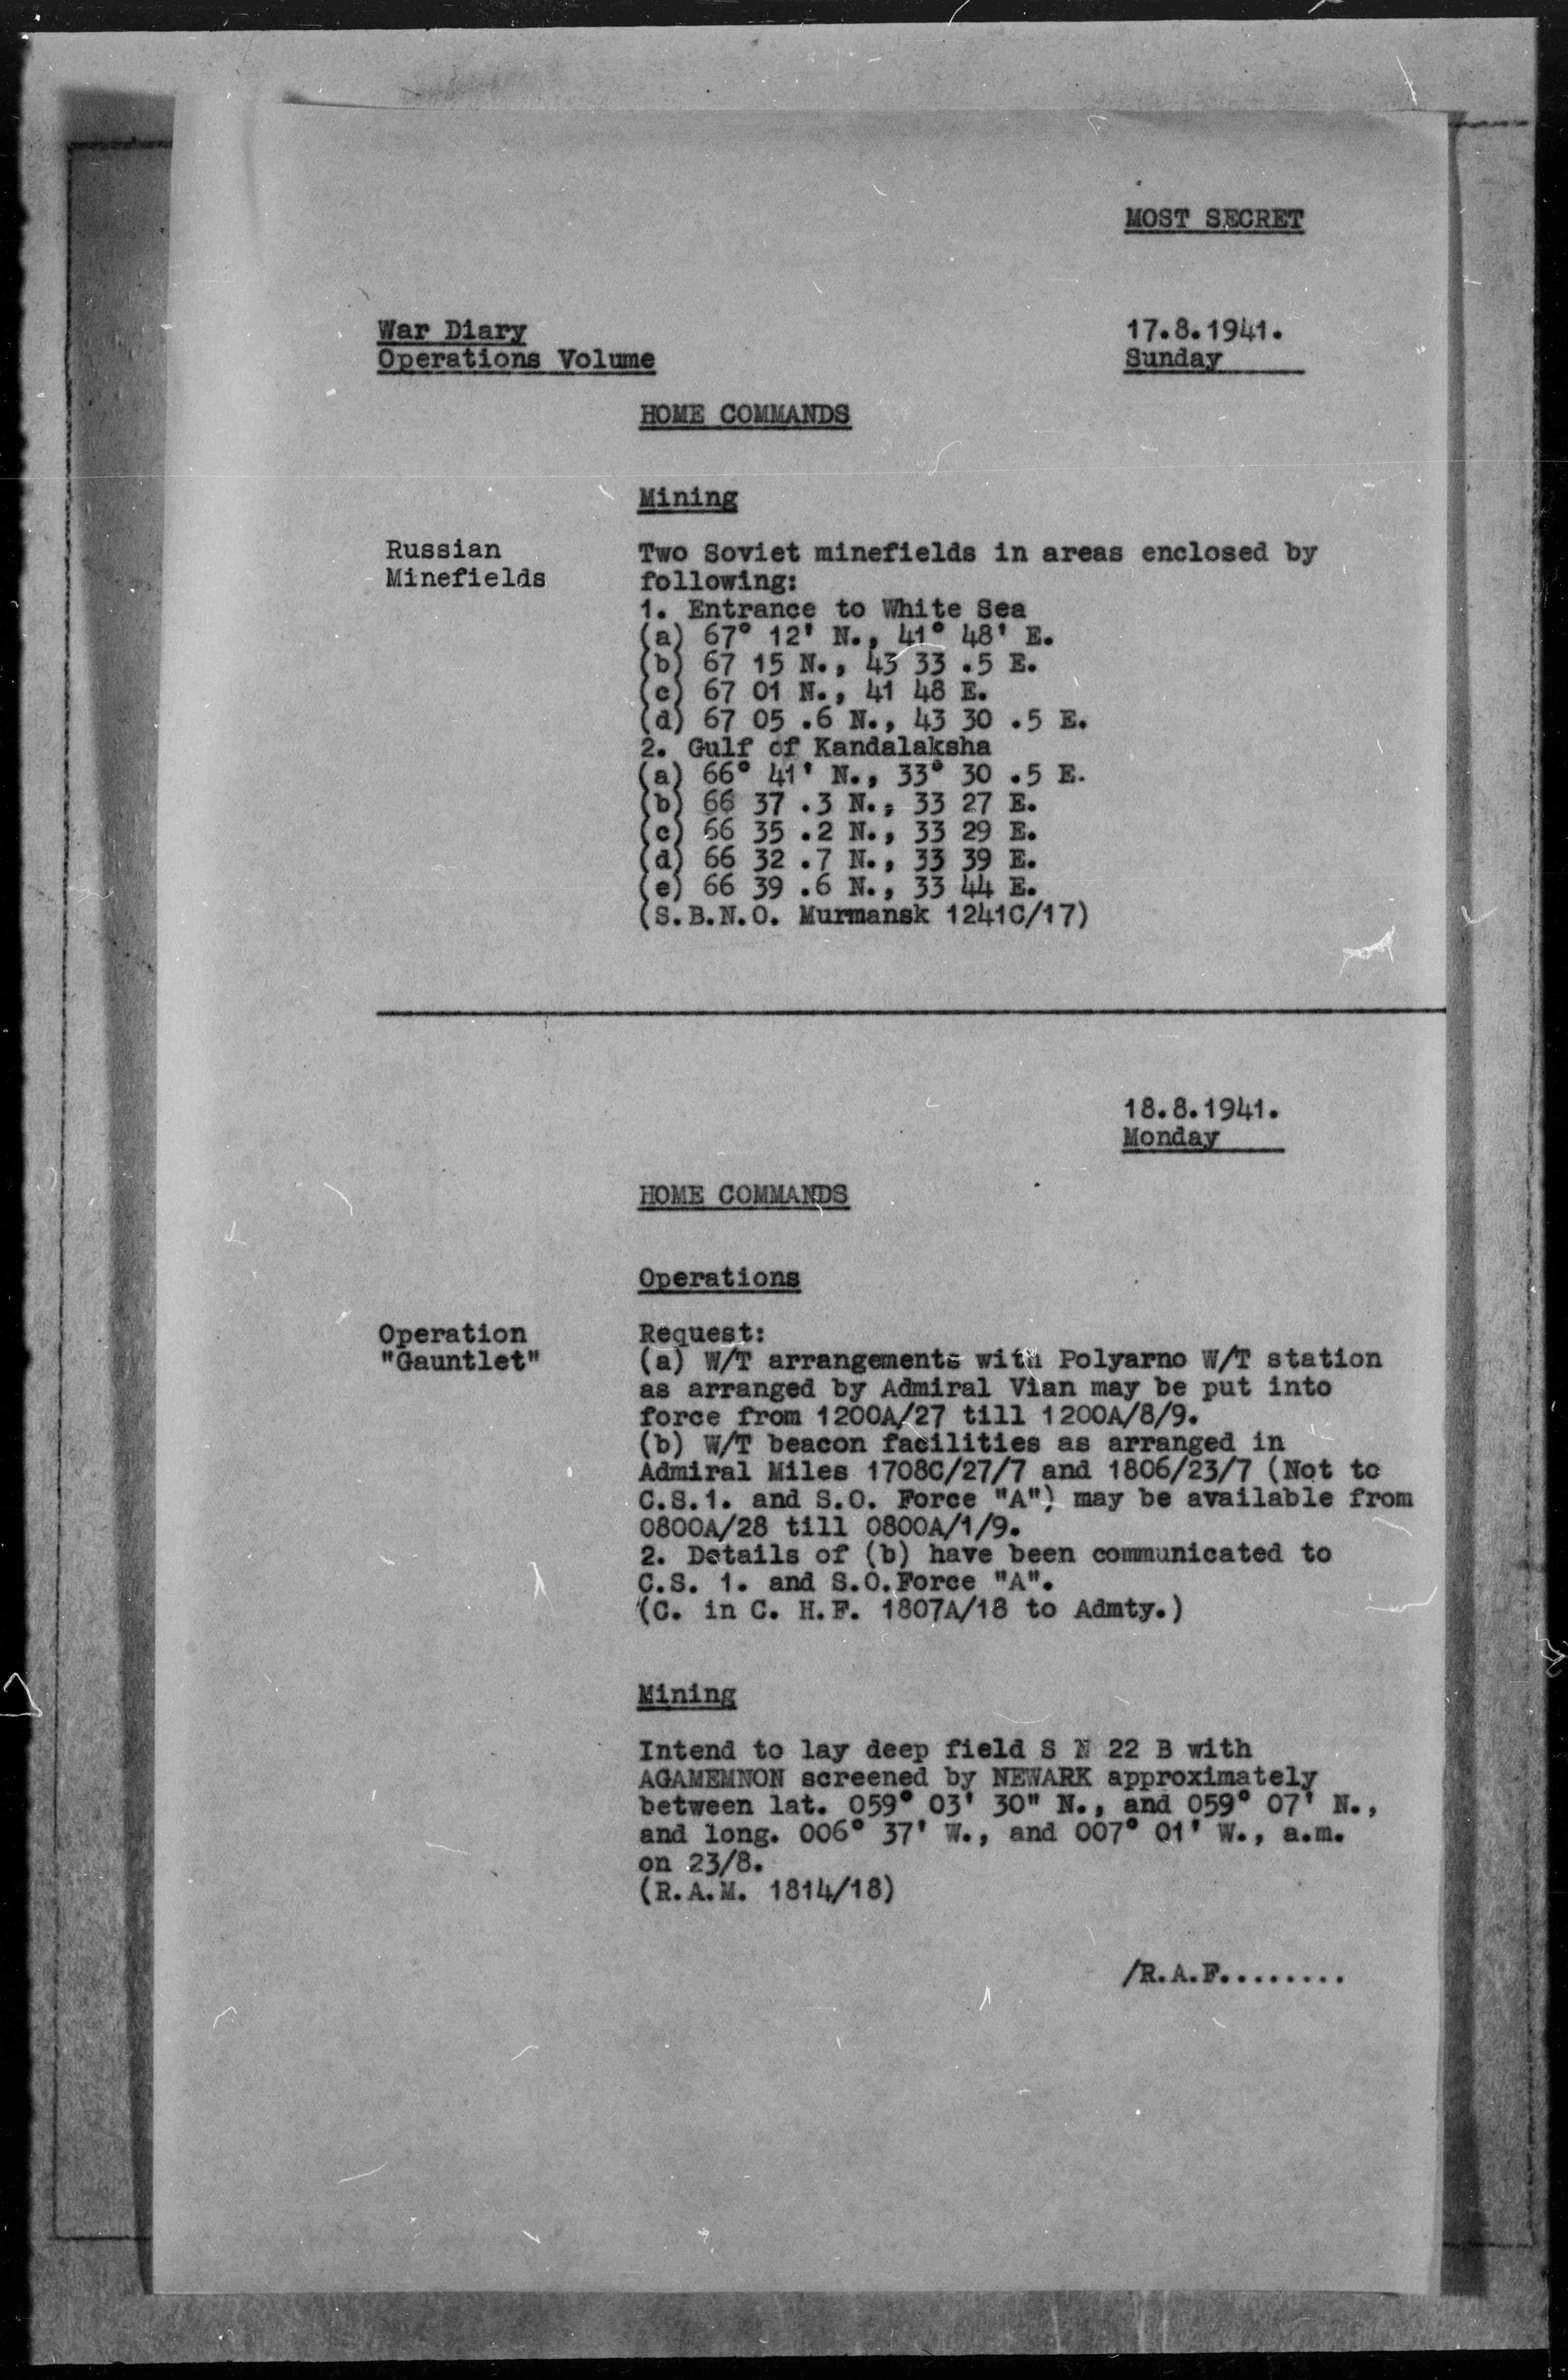 MOST SECRET
War Diary
Operations Volume
17.8.1941.
Sunday
HOME COMMANDS
Mining
Russian
Minefields
Two Soviet minefields in areas enclosed by
following:
1. Entrance to White Sea
(a) 67° 12' N., 41° 48' E.
(b) 67 15 N., 43 33 .5 E.
(c) 67 01 N., 41 48 E.
(d) 67 05 .6 N., 43 30 .5 E.
2. Gulf of Kandalaksha
(a) 66° 41' N., 33° 30 .5 E.
(b) 66 37 .3 N., 33 27 E.
(c) 66 35 .2 N., 33 29 E.
(d) 66 32 .7 N., 33 39 E.
(e) 66 39 .6 N., 33 44 E.
(S.B.N.O. Murmansk 1241C/17)
18.8.1941.
Monday
HOME COMMANDS
Operations
Operation
"Gauntlet"
Request:
(a) W/T arrangements with Polyarno W/T station
as arranged by Admiral Vian may be put into
force from 1200A/27 till 1200A/8/9.
(b) W/T beacon facilities as arranged in
Admiral Miles 1708C/27/7 and 1806/23/7 (Not to
C.S.1. and S.O. Force "A") may be available from
0800A/28 till 0800A/1/9.
2. Details of (b) have been communicated to
C.S. 1. and S.O.Force "A".
(C. in C. H.F. 1807A/18 to Admty.)
Mining
Intend to lay deep field S N 22 B with
AGAMEMNON screened by NEWARK approximately
between lat. 059° 03' 30" N., and 059° 07' N.,
and long. 006° 37' W., and 007° 01' W., a.m.
on 23/8.
(R.A.M. 1814/18)
/R.A.F.........